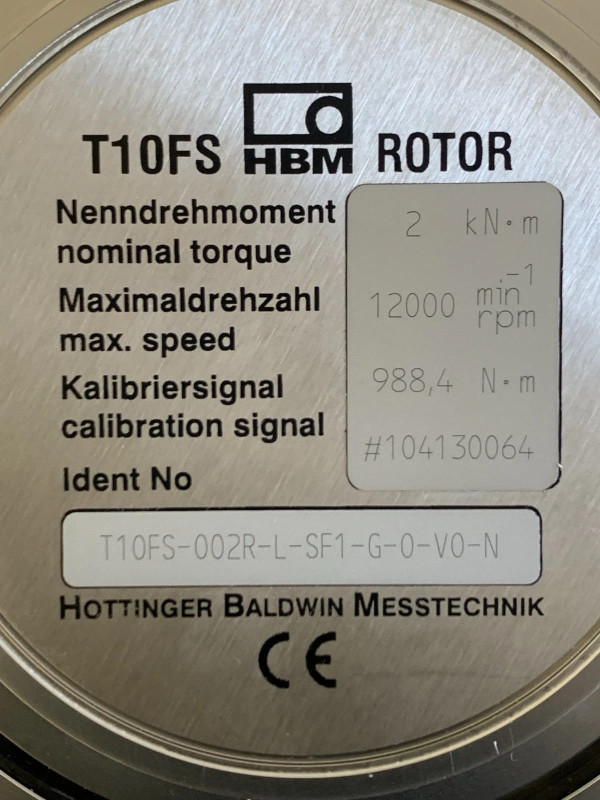 T10FS HBM ROTOR
Nenndrehmoment
nominal torque
2 kN·m
Maximaldrehzahl
max. speed
12000 min-1
rpm
Kalibriersignal
calibration signal
988,4 N·m
#104130064
Ident No
T10FS-002R-L-SF1-G-0-V0-N
HOTTINGER BALDWIN MESSTECHNIK
CE